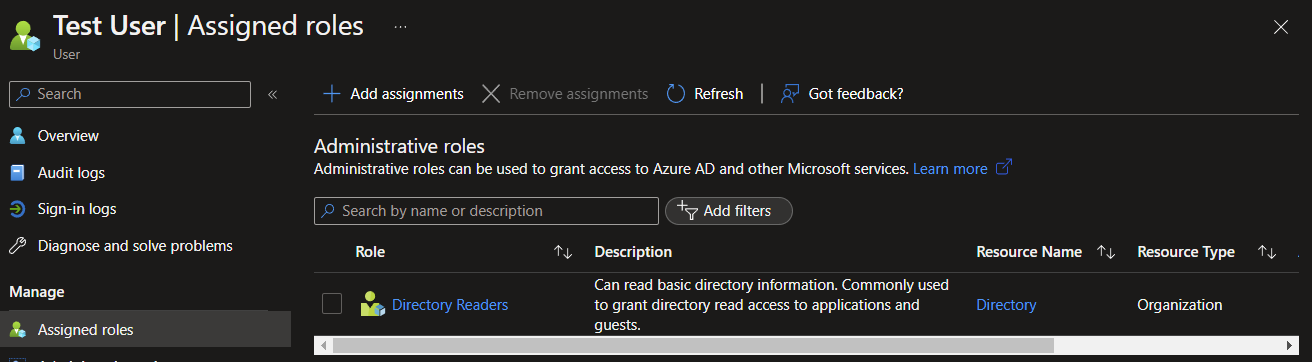 Test User | Assigned roles ...
User
Search
«
Overview
Audit logs
Sign-in logs
Diagnose and solve problems
Manage
Assigned roles
Add assignments
Remove assignments
Refresh
Got feedback?
Administrative roles
Administrative roles can be used to grant access to Azure AD and other Microsoft services. Learn more
Search by name or description
Add filters
Role
Description
Resource Name
Resource Type
Directory Readers
Can read basic directory information. Commonly used
to grant directory read access to applications and
guests.
Directory
Organization